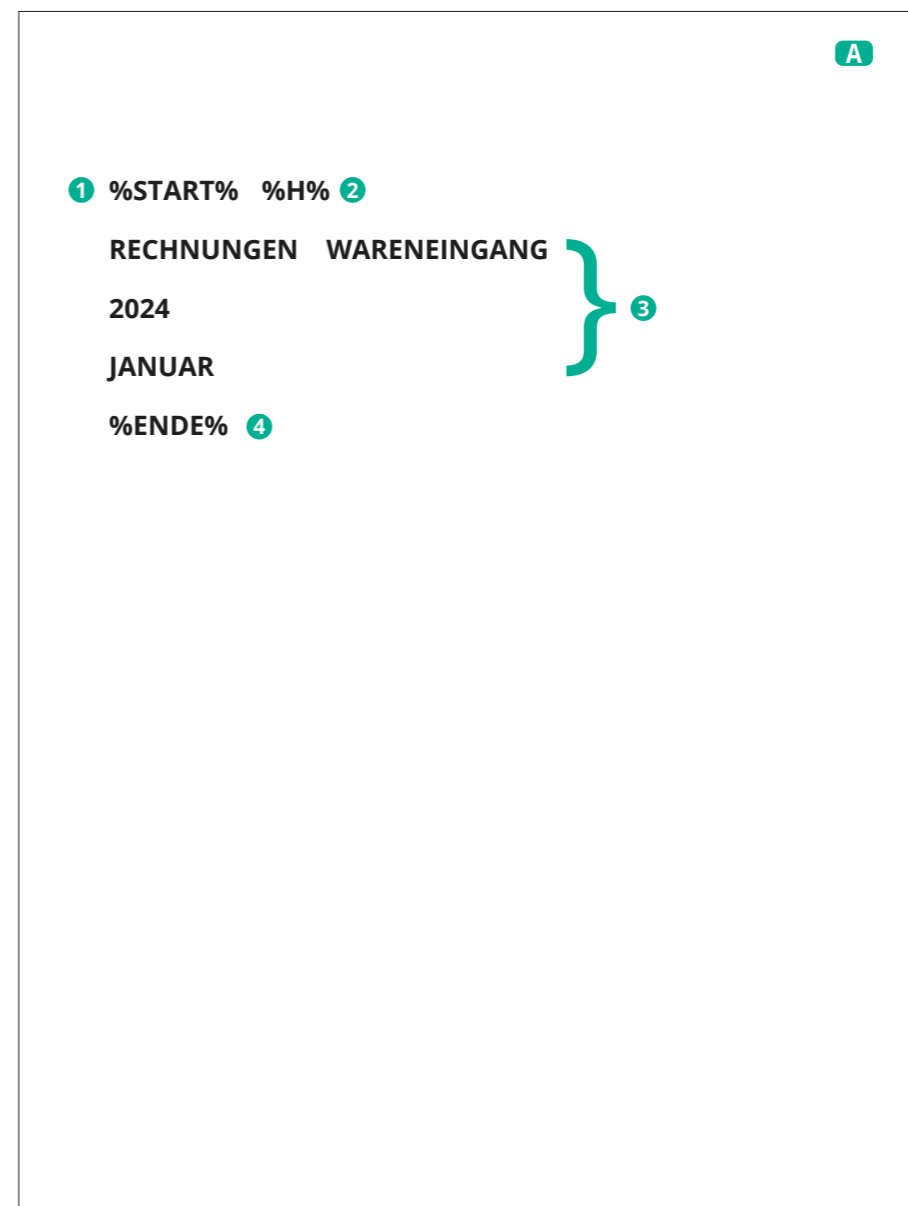 A
1 %START% %H% 2
RECHNUNGEN WARENEINGANG
2024 } 3
JANUAR
%ENDE% 4